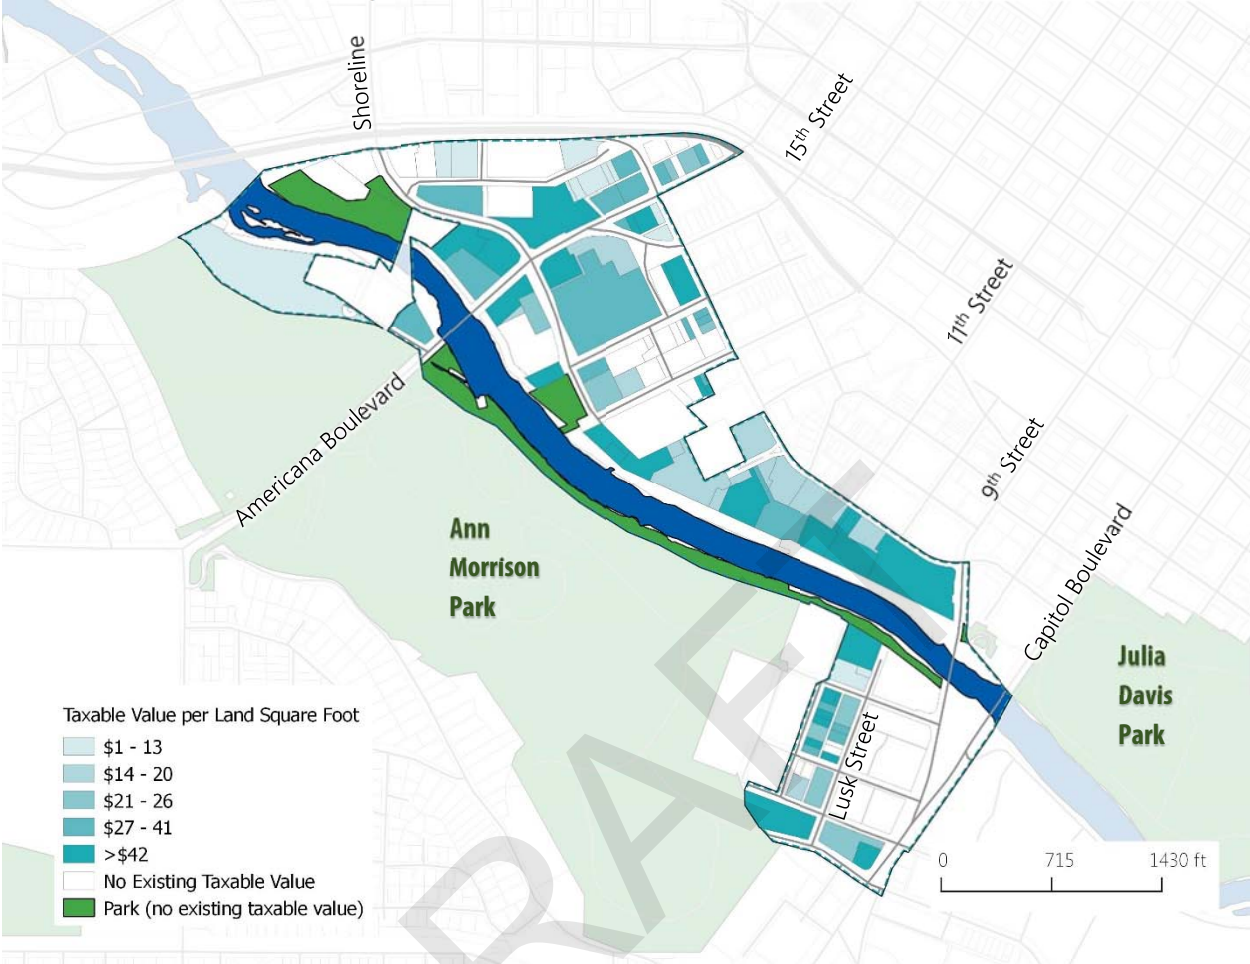 Shoreline
15th Street
11th Street
9th Street
Americana Boulevard
Capitol Boulevard
Ann
Morrison
Park
Julia
Davis
Park
Lusk Street
Taxable Value per Land Square Foot
$1 - 13
$14 - 20
$21 - 26
$27 - 41
>$42
No Existing Taxable Value
Park (no existing taxable value)
0 715 1430 ft
RAFT